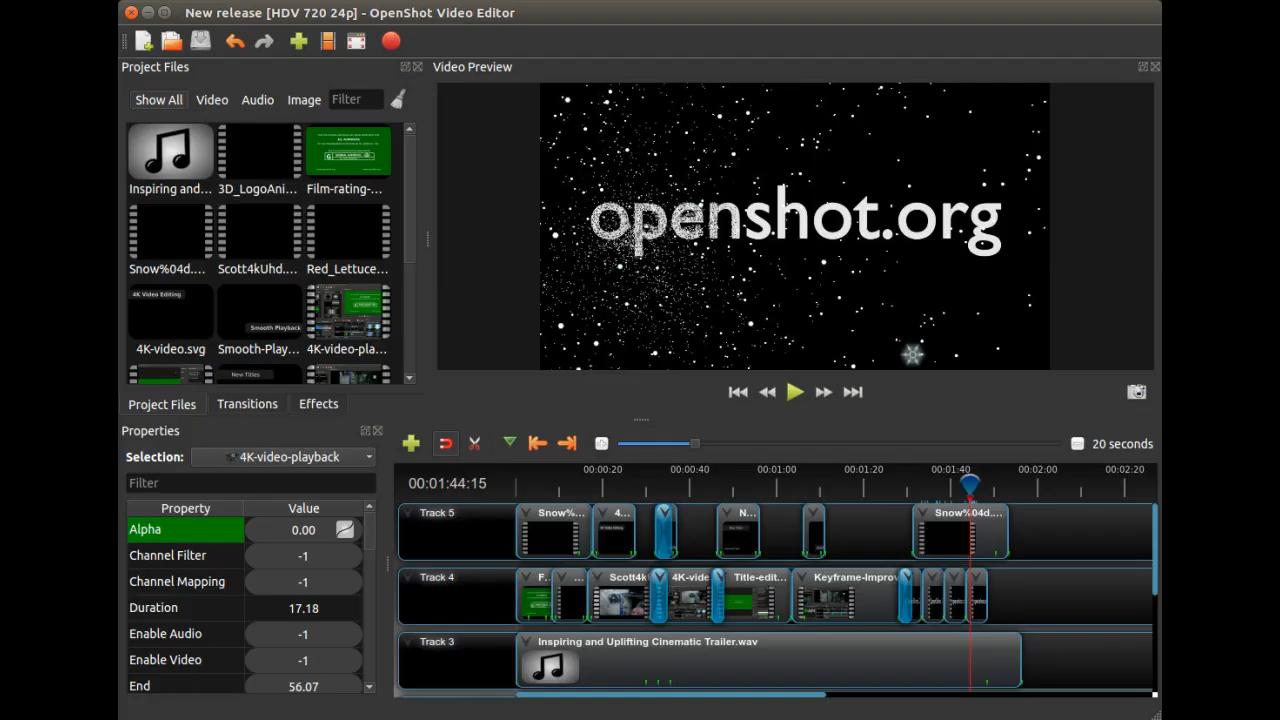 New release [HDV 720 24p] - OpenShot Video Editor
Project Files
Video Preview
Show All Video Audio Image Filter
Inspiring and... 3D_LogoAni... Film-rating-...
Snow%04d.... Scott4kUhd.... Red_Lettuce...
4K Video Editing
Smooth Playback
4K-video.svg Smooth-Play... 4K-video-pla...
New Titles
openshot.org
Project Files Transitions Effects
Properties
Selection: 4K-video-playback
Filter
Property Value
Alpha 0.00
Channel Filter -1
Channel Mapping -1
Duration 17.18
Enable Audio -1
Enable Video -1
End 56.07
20 seconds
00:01:44:15
00:00:20 00:00:40 00:01:00 00:01:20 00:01:40 00:02:00 00:02:20
Track 5 Snow%... 4... N... Snow%04d....
Track 4 F... ... Scott4k 4K-vide Title-edit... Keyframe-Improv
Track 3 Inspiring and Uplifting Cinematic Trailer.wav